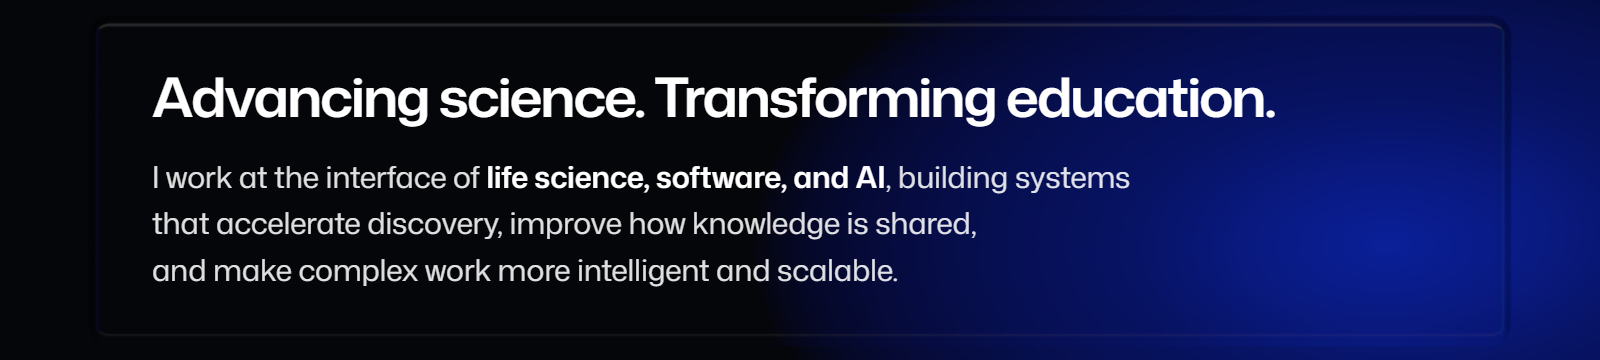 Advancing science. Transforming education.
I work at the interface of life science, software, and AI, building systems
that accelerate discovery, improve how knowledge is shared,
and make complex work more intelligent and scalable.